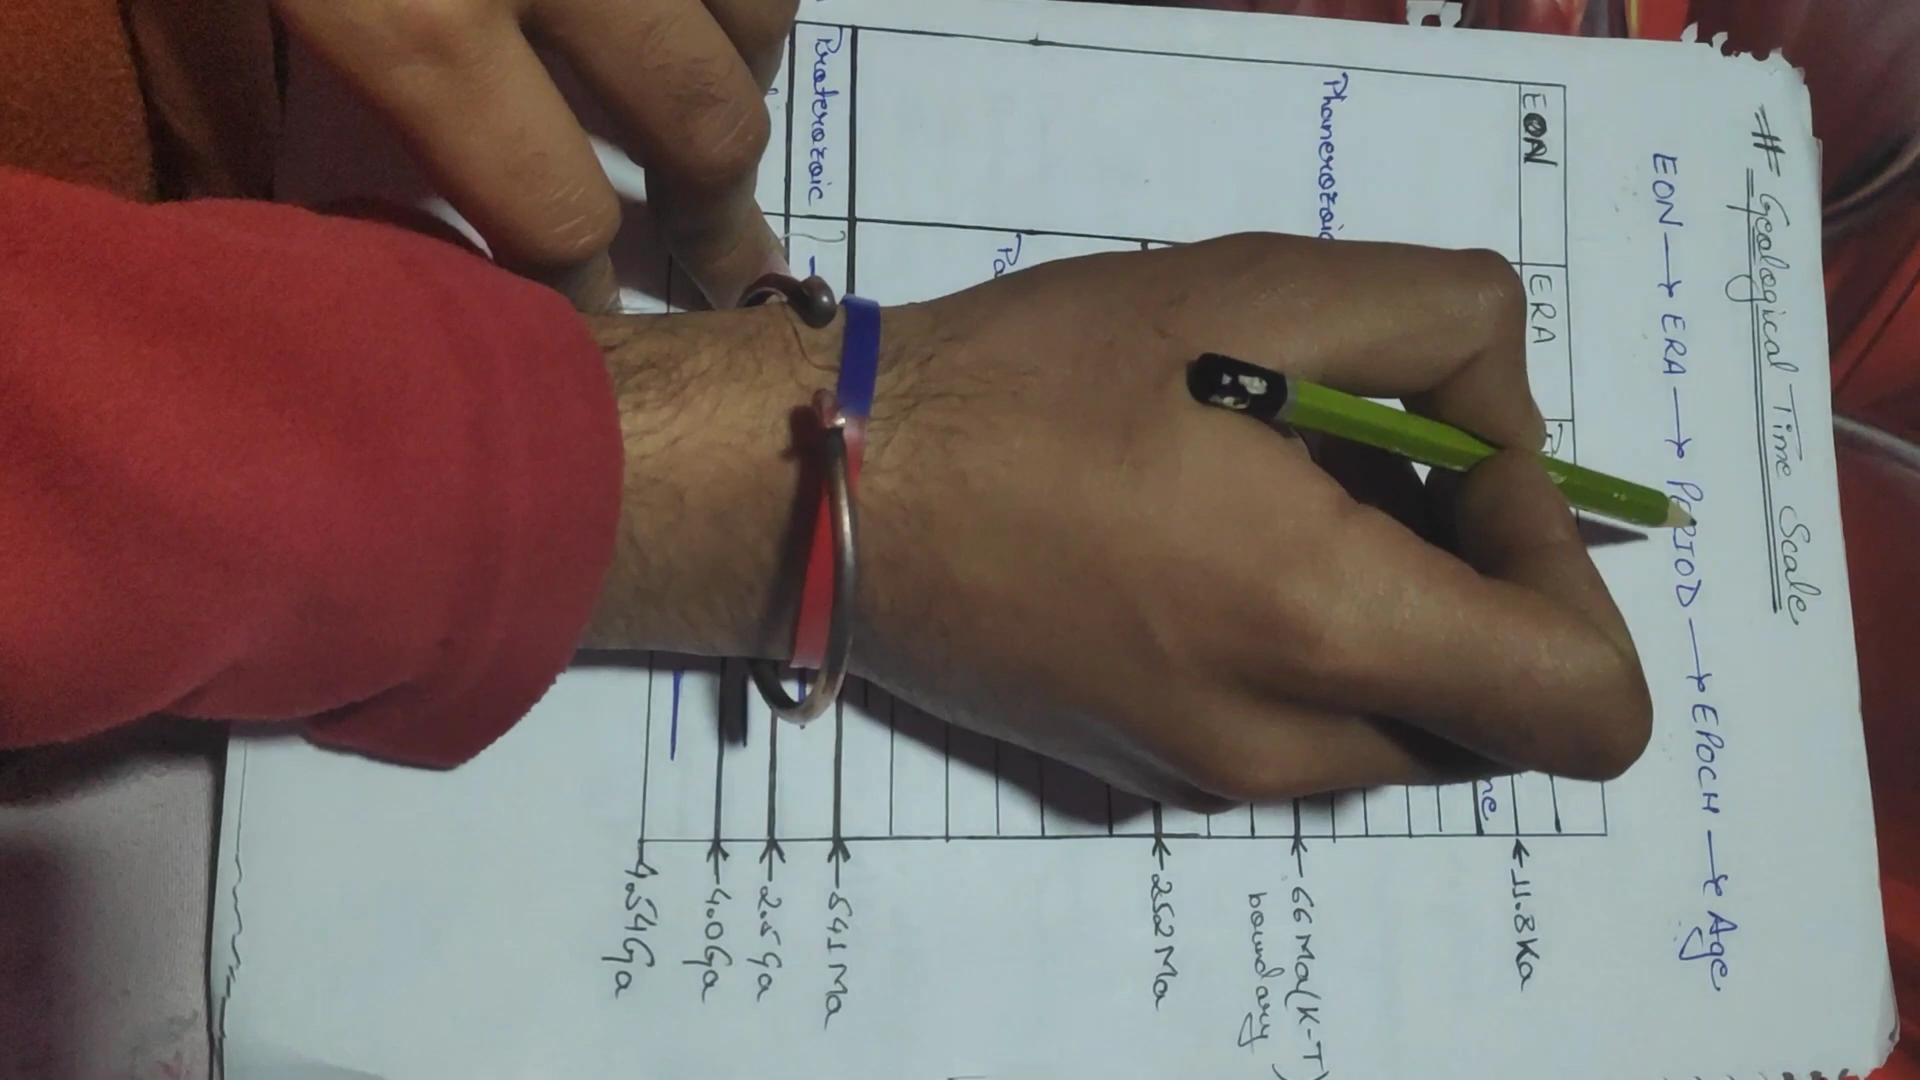 # Geological Time Scale
EON → ERA → PERIOD → EPOCH → Age
EON ERA
Phanerozoic
Proterozoic
← 11.8 Ka
← 66 Ma (K-T)
boundary
← 252 Ma
← 541 Ma
← 2.5 Ga
← 4.0 Ga
4.54 Ga